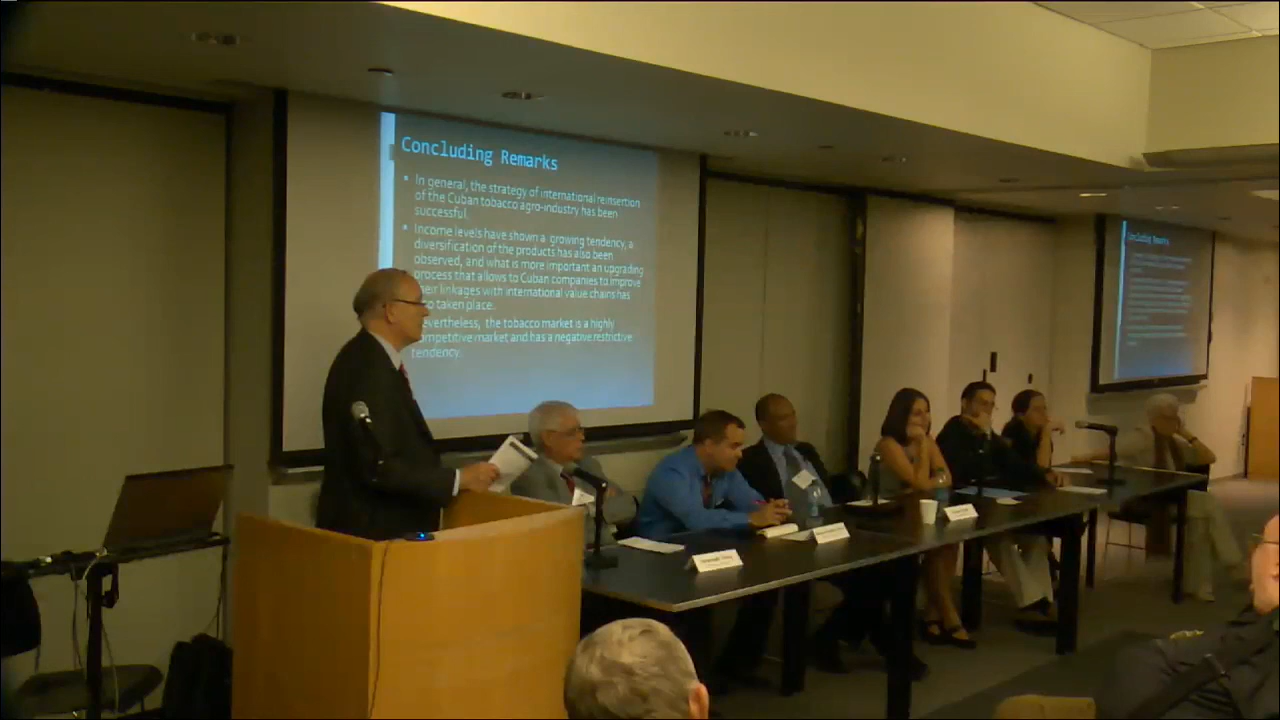 Concluding Remarks
In general, the strategy of international reinsertion
of the Cuban tobacco agro-industry has been
successful.
Income levels have shown a growing tendency, a
diversification of the products has also been
observed, and what is more important an upgrading
process that allows to Cuban companies to improve
their linkages with international value chains has
taken place.
Nevertheless, the tobacco market is a highly
competitive market and has a negative restrictive
tendency.
Concluding Remarks